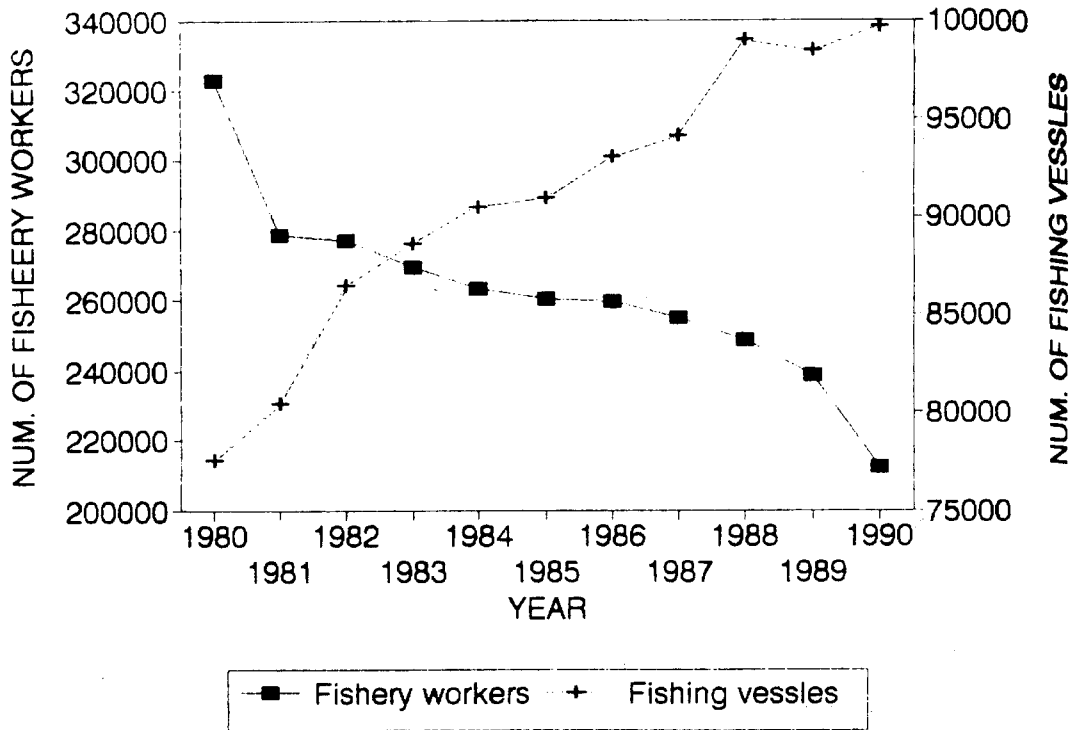 NUM. OF FISHEERY WORKERS
340000
320000
300000
280000
260000
240000
220000
200000
100000
95000
90000
85000
80000
75000
NUM. OF FISHING VESSLES
1980 1982 1984 1986 1988 1990
1981 1983 1985 1987 1989
YEAR
Fishery workers Fishing vessles